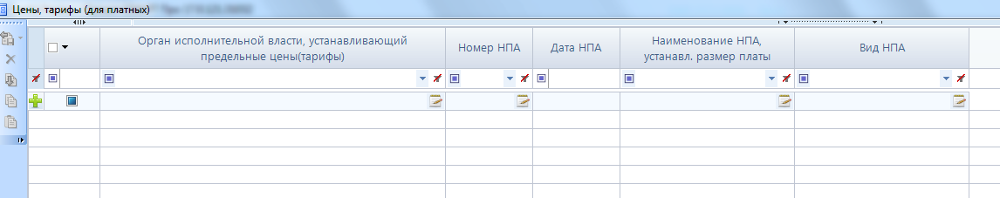 Цены, тарифы (для платных)
Орган исполнительной власти, устанавливающий
предельные цены(тарифы)
Номер НПА
Дата НПА
Наименование НПА,
устанавл. размер платы
Вид НПА